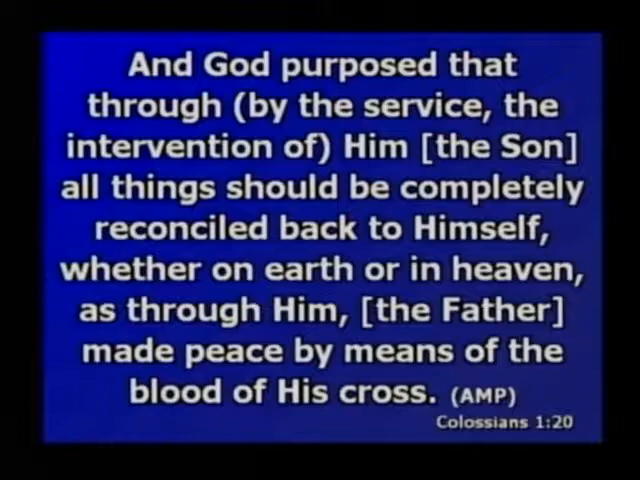 And God purposed that
through (by the service, the
intervention of) Him [the Son]
all things should be completely
reconciled back to Himself,
whether on earth or in heaven,
as through Him, [the Father]
made peace by means of the
blood of His cross. (AMP)
Colossians 1:20